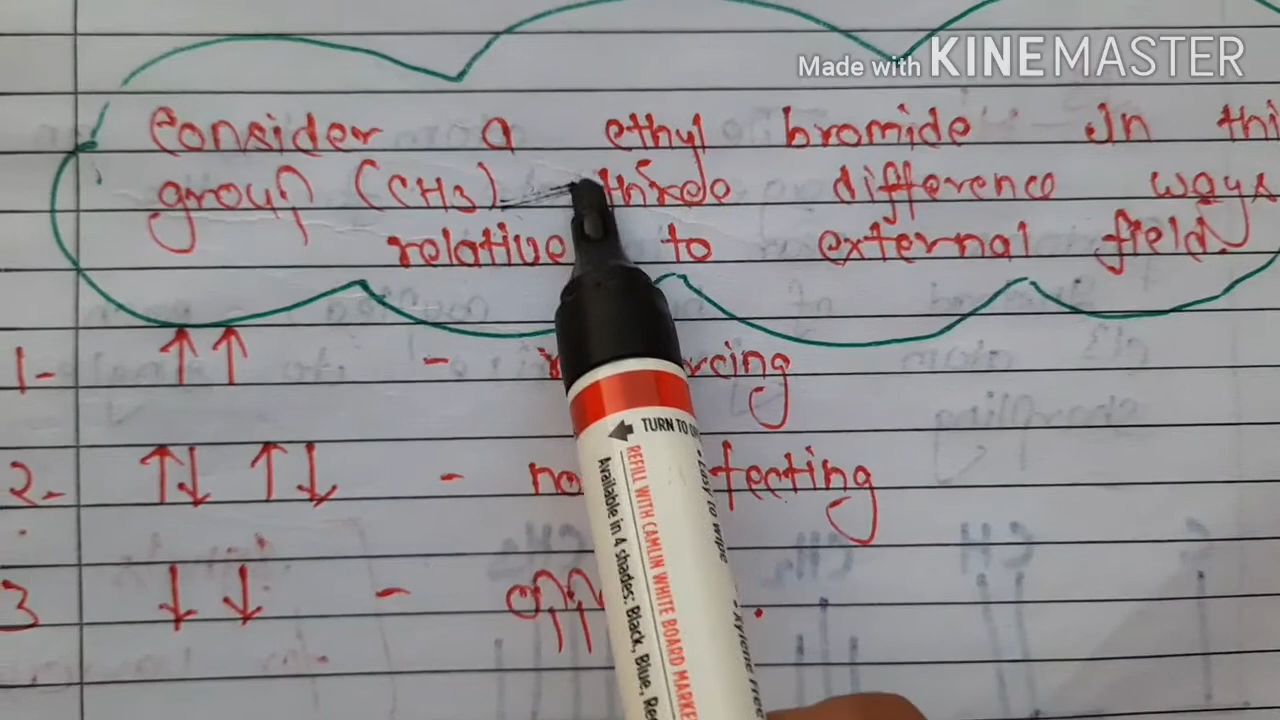 Made with KINEMASTER
Consider a ethyl bromide In thi
group (CH3) three difference ways
relative to external field.
1- ↑↑ - rcing
2- ↑↓ ↑↓ - no fecting
3 ↓↓ - opp
TURN TO
REFILL WITH CAMLIN WHITE BOARD MARKE
Available in 4 shades: Black, Blue, Re
Easy to wipe
Xylene free